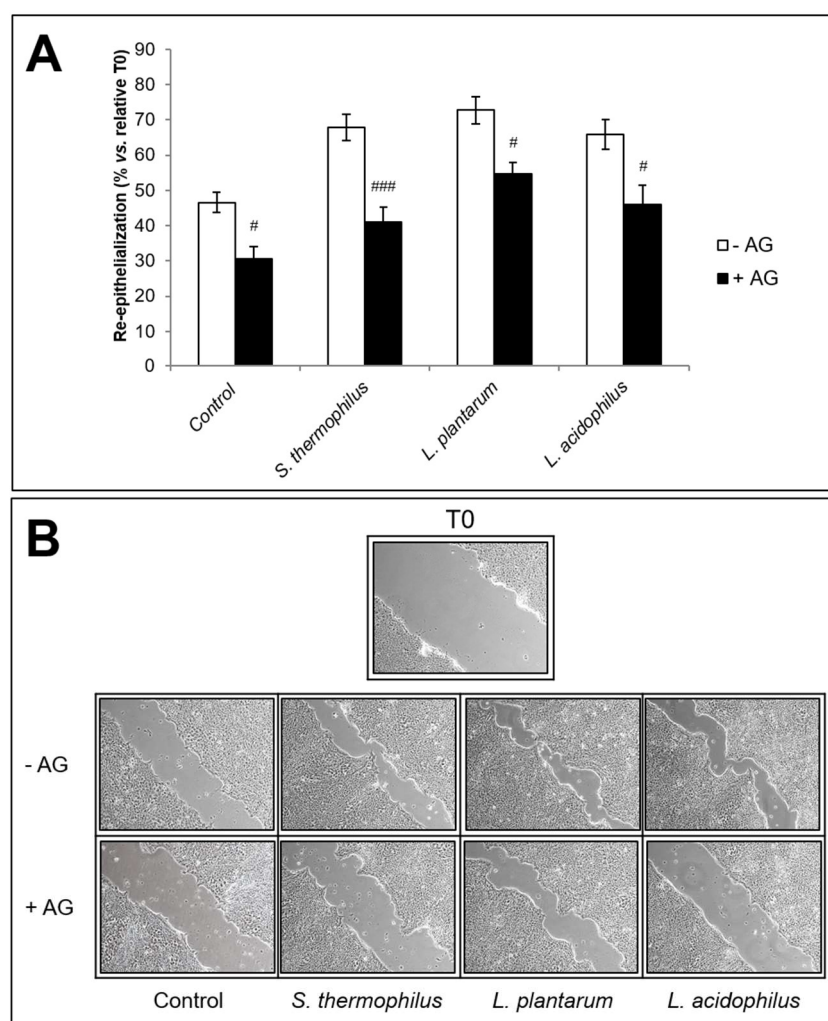 A
Re-epithelialization (% vs. relative T0)
90
80
70
60
50
40
30
20
10
0
#
###
#
#
- AG
+ AG
Control
S. thermophilus
L. plantarum
L. acidophilus
B
T0
- AG
+ AG
Control
S. thermophilus
L. plantarum
L. acidophilus